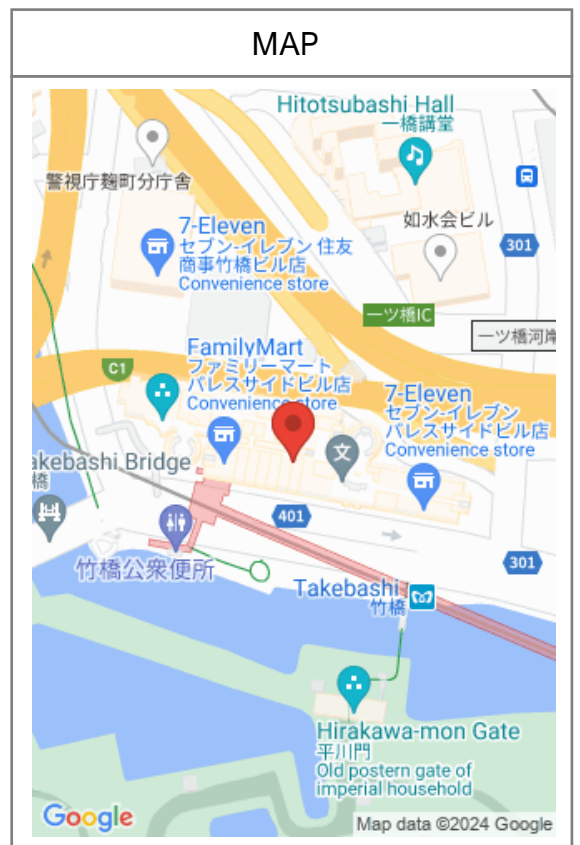 MAP
Hitotsubashi Hall
一橋講堂
警視庁麹町分庁舎
7-Eleven
セブン-イレブン 住友
商事竹橋ビル店
Convenience store
如水会ビル
301
一ツ橋IC
一ツ橋河岸
C1
FamilyMart
ファミリーマート
パレスサイドビル店
Convenience store
7-Eleven
セブン-イレブン
パレスサイドビル店
Convenience store
akebashi Bridge
橋
文
401
301
竹橋公衆便所
Takebashi
竹橋
Hirakawa-mon Gate
平川門
Old postern gate of
imperial household
Google
Map data ©2024 Google